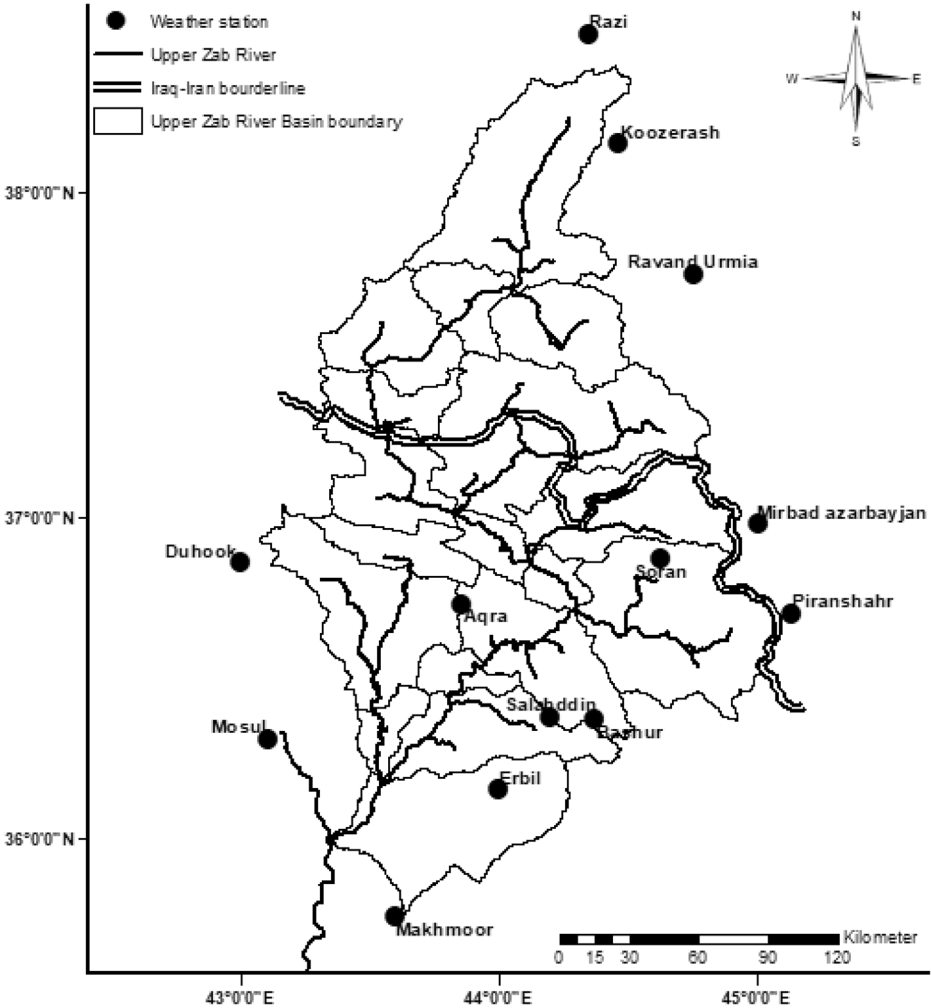 Weather station
Upper Zab River
Iraq-Iran bourderline
Upper Zab River Basin boundary
N
W
E
S
Razi
Koozerash
38°0'0"N
Ravand Urmia
37°0'0"N
Mirbad azarbayjan
Duhook
Soran
Piranshahr
Aqra
Salahddin
Bashur
Mosul
Erbil
36°0'0"N
Makhmoor
Kilometer
0 15 30 60 90 120
43°0'0"E 44°0'0"E 45°0'0"E